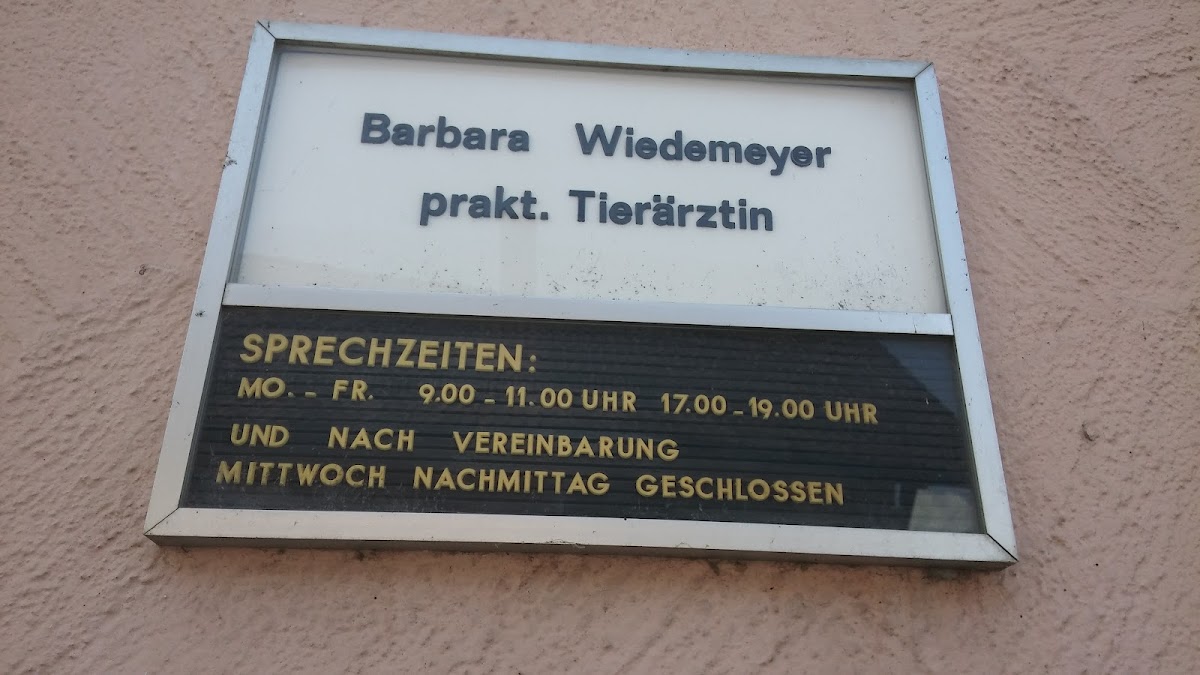 Barbara Wiedemeyer
prakt. Tierärztin
SPRECHZEITEN:
MO. - FR. 9.00 - 11.00 UHR 17.00 - 19.00 UHR
UND NACH VEREINBARUNG
MITTWOCH NACHMITTAG GESCHLOSSEN